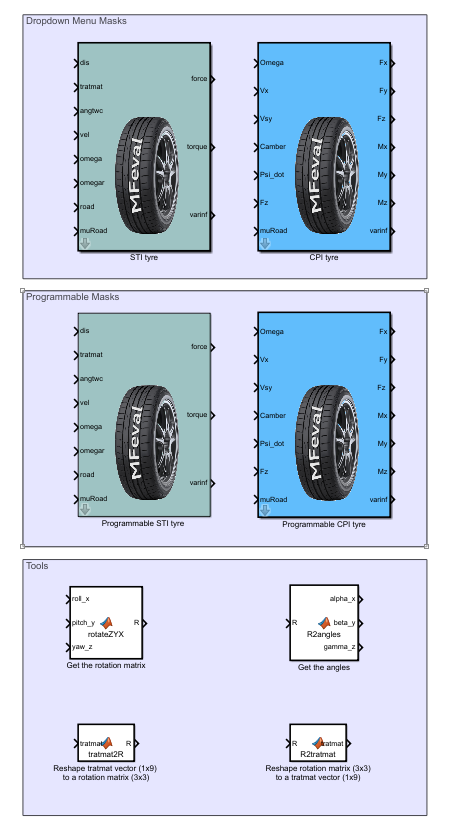 Dropdown Menu Masks
dis
tratmat
angtwc
vel
omega
omegar
road
muRoad
force
torque
varinf
MFeval
STI tyre
Omega
Vx
Vsy
Camber
Psi_dot
Fz
muRoad
Fx
Fy
Fz
Mx
My
Mz
varinf
MFeval
CPI tyre
Programmable Masks
dis
tratmat
angtwc
vel
omega
omegar
road
muRoad
force
torque
varinf
MFeval
Programmable STI tyre
Omega
Vx
Vsy
Camber
Psi_dot
Fz
muRoad
Fx
Fy
Fz
Mx
My
Mz
varinf
MFeval
Programmable CPI tyre
Tools
roll_x
pitch_y
yaw_z
R
rotateZYX
Get the rotation matrix
R
alpha_x
beta_y
gamma_z
R2angles
Get the angles
tratmat
R
tratmat2R
Reshape tratmat vector (1x9)
to a rotation matrix (3x3)
R
tratmat
R2tratmat
Reshape rotation matrix (3x3)
to a tratmat vector (1x9)